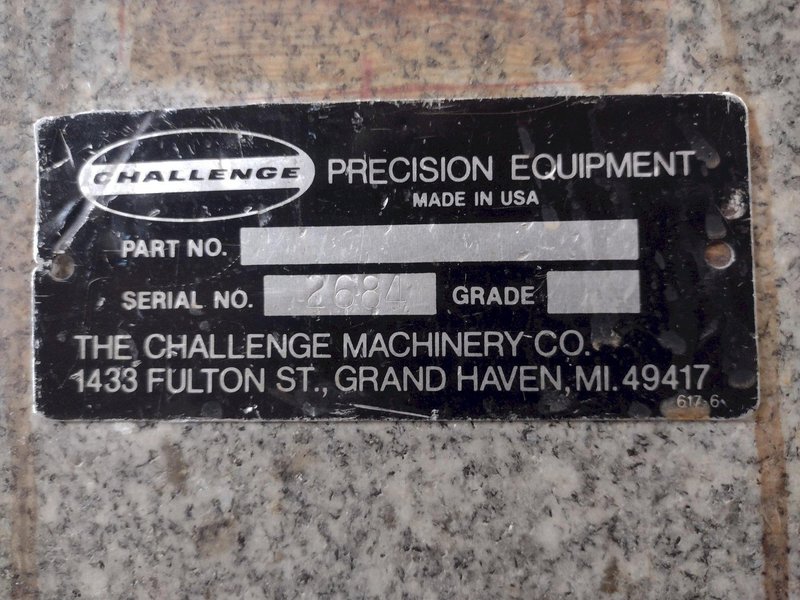 CHALLENGE PRECISION EQUIPMENT
MADE IN USA
PART NO.
SERIAL NO. 2684 GRADE
THE CHALLENGE MACHINERY CO.
1433 FULTON ST., GRAND HAVEN, MI. 49417
617-6